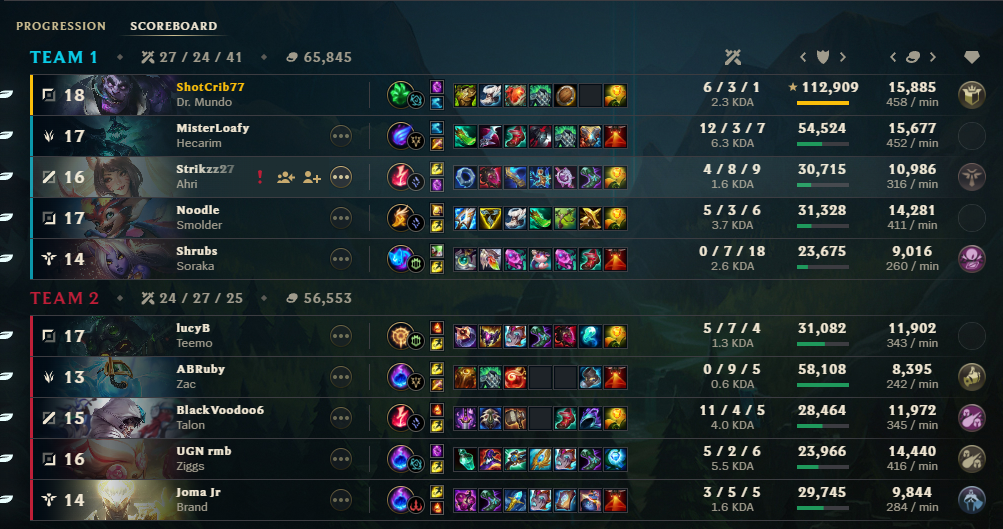 PROGRESSION SCOREBOARD
TEAM 1 27 / 24 / 41 65,845
18 ShotCrib77 6 / 3 / 1 112,909 15,885
Dr. Mundo 2.3 KDA 458 / min
17 MisterLoafy 12 / 3 / 7 54,524 15,677
Hecarim 6.3 KDA 452 / min
16 Strikzz27 4 / 8 / 9 30,715 10,986
Ahri 1.6 KDA 316 / min
17 Noodle 5 / 3 / 6 31,328 14,281
Smolder 3.7 KDA 411 / min
14 Shrubs 0 / 7 / 18 23,675 9,016
Soraka 2.6 KDA 260 / min
TEAM 2 24 / 27 / 25 56,553
17 lucyB 5 / 7 / 4 31,082 11,902
Teemo 1.3 KDA 343 / min
13 ABRuby 0 / 9 / 5 58,108 8,395
Zac 0.6 KDA 242 / min
15 BlackVoodoo6 11 / 4 / 5 28,464 11,972
Talon 4.0 KDA 345 / min
16 UGN rmb 5 / 2 / 6 23,966 14,440
Ziggs 5.5 KDA 416 / min
14 Joma Jr 3 / 5 / 5 29,745 9,844
Brand 1.6 KDA 284 / min